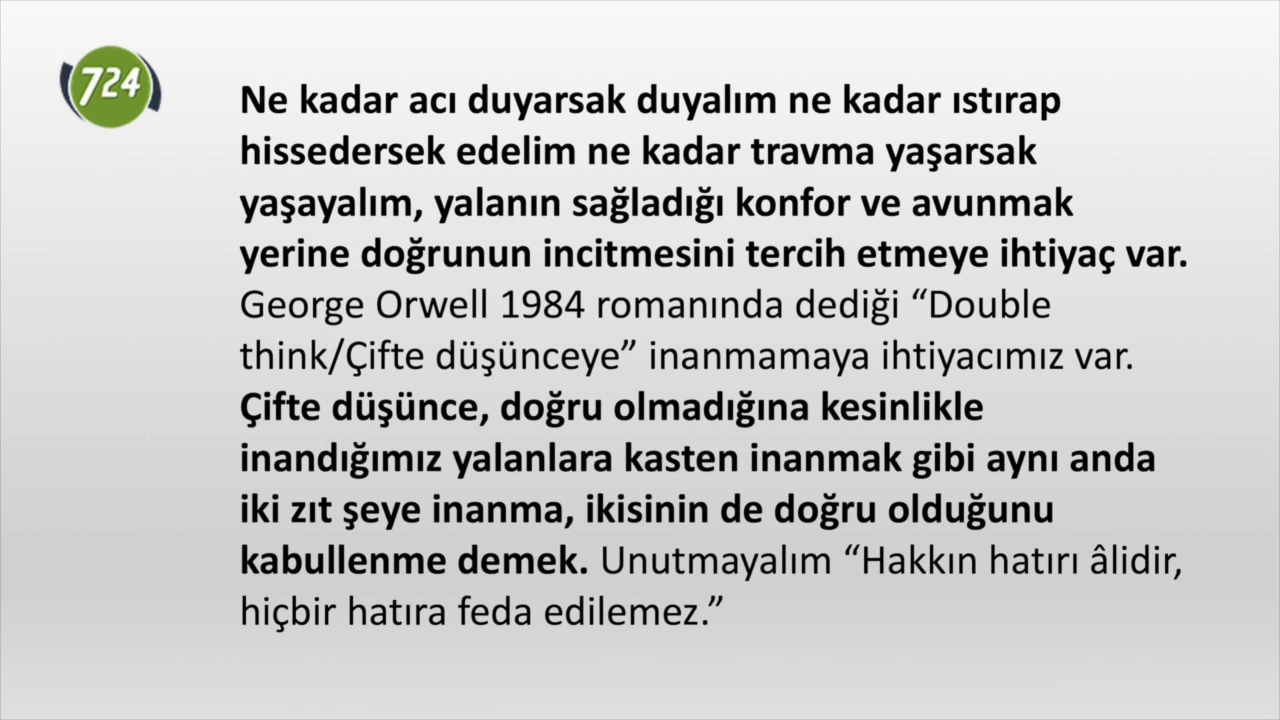 724
Ne kadar acı duyarsak duyalım ne kadar ıstırap
hissedersek edelim ne kadar travma yaşarsak
yaşayalım, yalanın sağladığı konfor ve avunmak
yerine doğrunun incitmesini tercih etmeye ihtiyaç var.
George Orwell 1984 romanında dediği “Double
think/Çifte düşünceye” inanmamaya ihtiyacımız var.
Çifte düşünce, doğru olmadığına kesinlikle
inandığımız yalanlara kasten inanmak gibi aynı anda
iki zıt şeye inanma, ikisinin de doğru olduğunu
kabullenme demek. Unutmayalım “Hakkın hatırı âlidir,
hiçbir hatıra feda edilemez.”